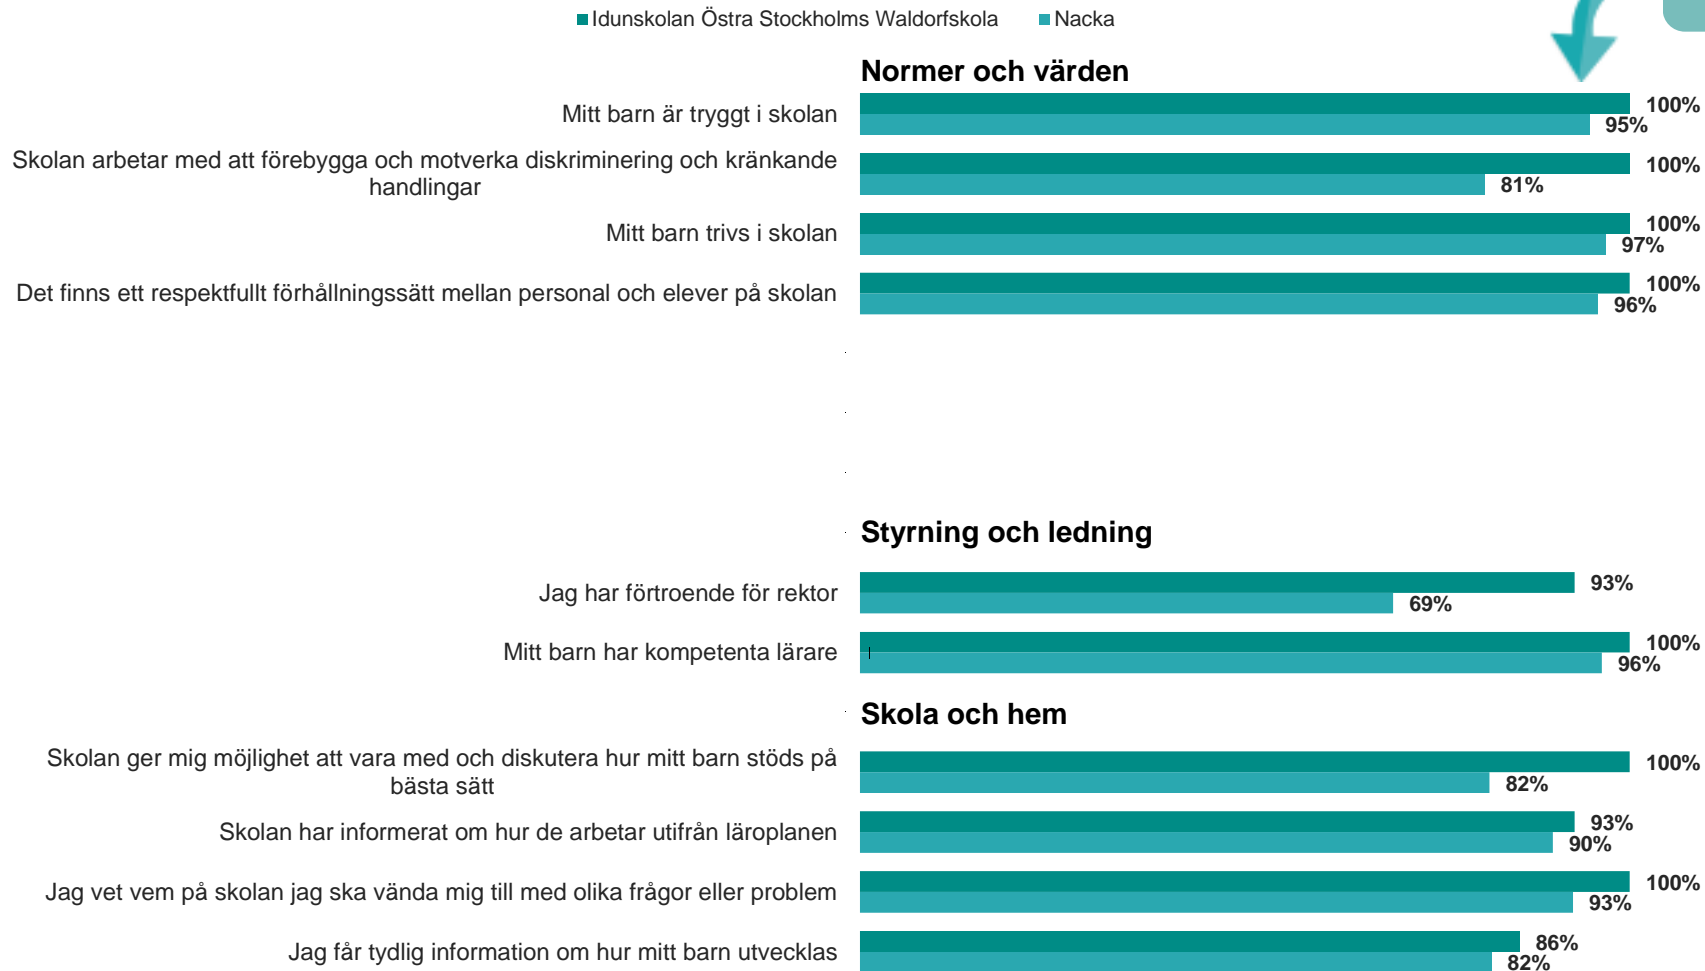 Idunskolan Östra Stockholms Waldorfskola Nacka
Normer och värden
Mitt barn är tryggt i skolan
100%
95%
Skolan arbetar med att förebygga och motverka diskriminering och kränkande
handlingar
100%
81%
Mitt barn trivs i skolan
100%
97%
Det finns ett respektfullt förhållningssätt mellan personal och elever på skolan
100%
96%
Styrning och ledning
Jag har förtroende för rektor
93%
69%
Mitt barn har kompetenta lärare
100%
96%
Skola och hem
Skolan ger mig möjlighet att vara med och diskutera hur mitt barn stöds på
bästa sätt
100%
82%
Skolan har informerat om hur de arbetar utifrån läroplanen
93%
90%
Jag vet vem på skolan jag ska vända mig till med olika frågor eller problem
100%
93%
Jag får tydlig information om hur mitt barn utvecklas
86%
82%